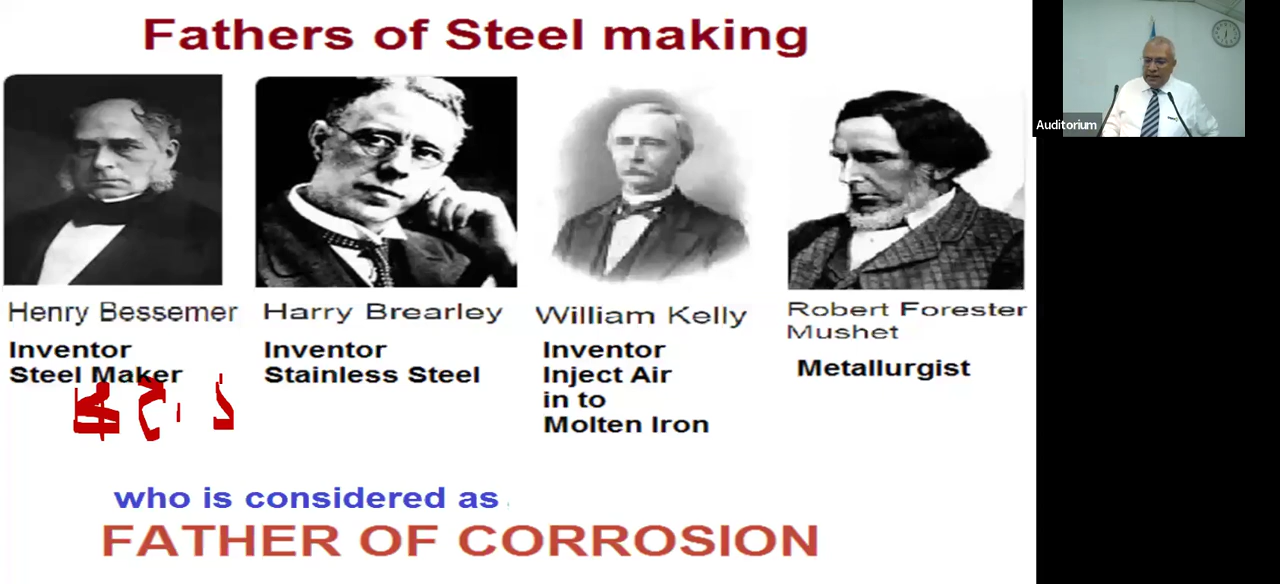 Fathers of Steel making
Auditorium
Henry Bessemer
Inventor
Steel Maker
Harry Brearley
Inventor
Stainless Steel
William Kelly
Inventor
Inject Air
in to
Molten Iron
Robert Forester
Mushet
Metallurgist
who is considered as
FATHER OF CORROSION